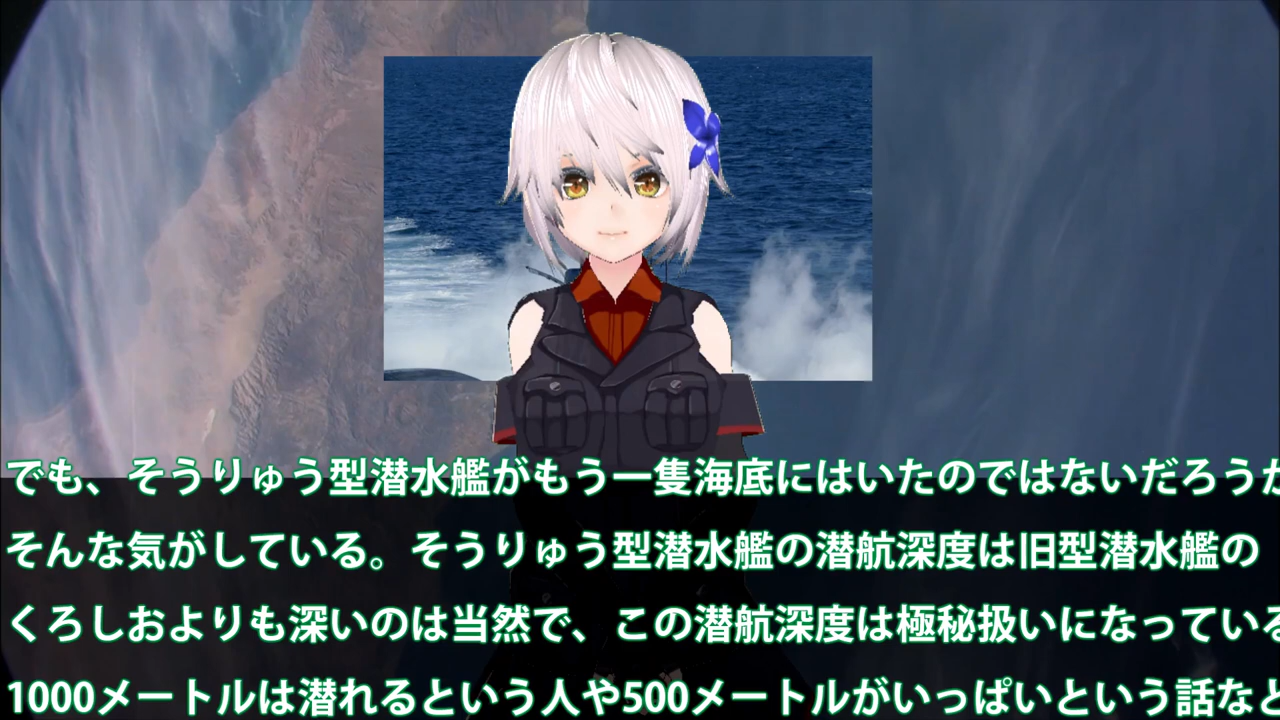 でも、そうりゅう型潜水艦がもう一隻海底にはいたのではないだろうか
そんな気がしている。そうりゅう型潜水艦の潜航深度は旧型潜水艦の
くろしおよりも深いのは当然で、この潜航深度は極秘扱いになっている
1000メートルは潜れるという人や500メートルがいっぱいという話など